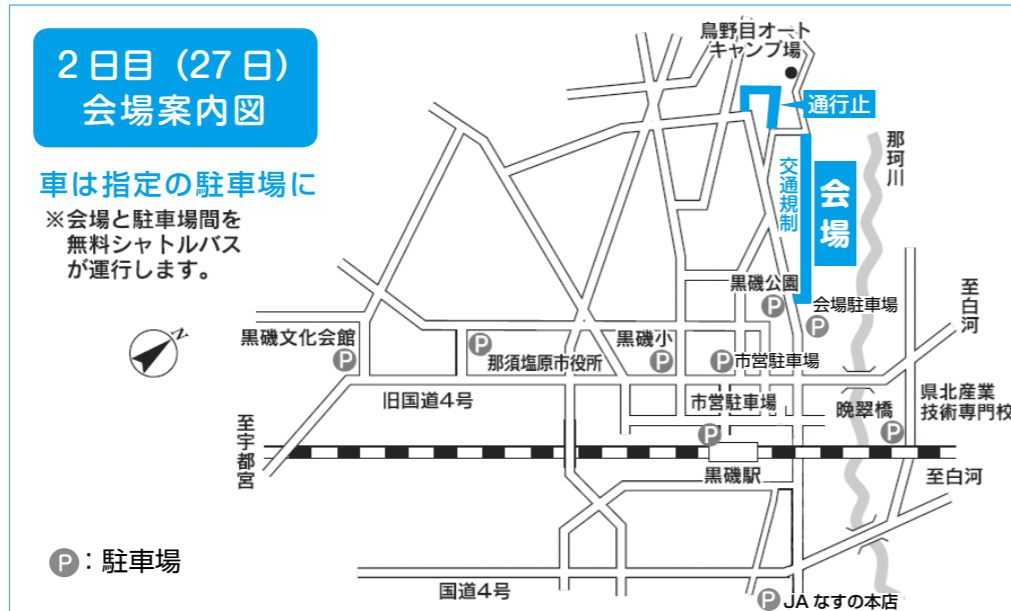 2日目（27日）
会場案内図
車は指定の駐車場に
※会場と駐車場間を
無料シャトルバス
が運行します。
鳥野目オート
キャンプ場
通行止
那珂川
交通規制
会場
黒磯公園
P
会場駐車場
P
至白河
N
黒磯文化会館
P
P
那須塩原市役所
黒磯小
P
P市営駐車場
旧国道4号
市営駐車場
P
晩翠橋
P
県北産業
技術専門校
至宇都宮
黒磯駅
至白河
P：駐車場
国道4号
P JAなすの本店